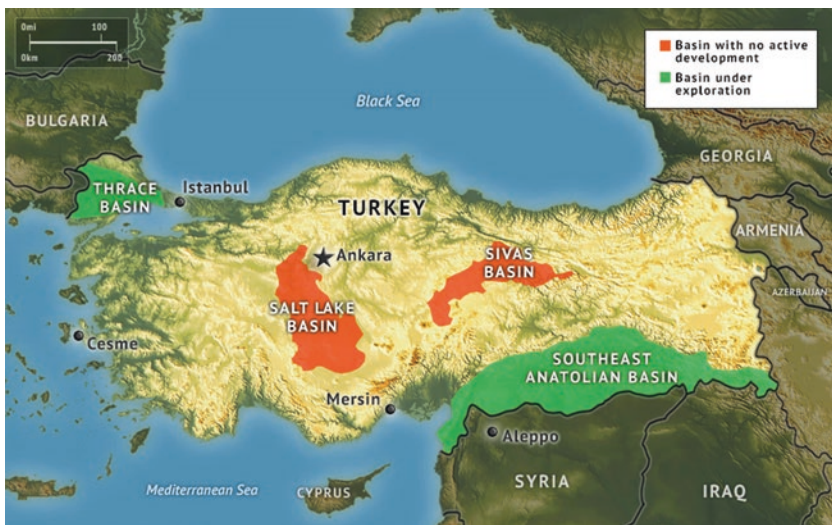 0mi 100
0km 200
Basin with no active
development
Basin under
exploration
Black Sea
BULGARIA
GEORGIA
THRACE
BASIN
Istanbul
TURKEY
ARMENIA
Ankara
SIVAS
BASIN
AZERBAIJAN
SALT LAKE
BASIN
Cesme
SOUTHEAST
ANATOLIAN BASIN
Mersin
Aleppo
Mediterranean Sea
CYPRUS
SYRIA
IRAQ